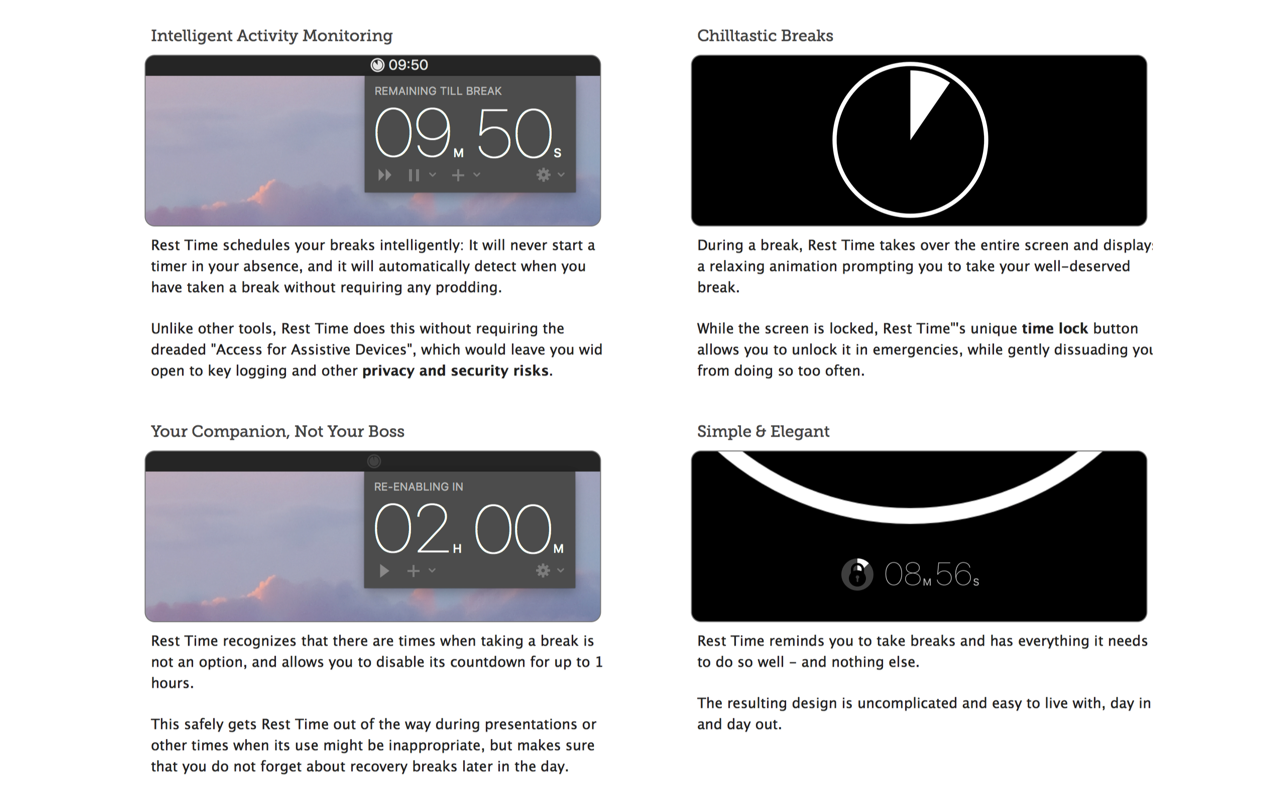 Intelligent Activity Monitoring
09:50
REMAINING TILL BREAK
09M 50S
Rest Time schedules your breaks intelligently: It will never start a
timer in your absence, and it will automatically detect when you
have taken a break without requiring any prodding.
Unlike other tools, Rest Time does this without requiring the
dreaded "Access for Assistive Devices", which would leave you wid
open to key logging and other privacy and security risks.
Chilltastic Breaks
During a break, Rest Time takes over the entire screen and display
a relaxing animation prompting you to take your well-deserved
break.
While the screen is locked, Rest Time"'s unique time lock button
allows you to unlock it in emergencies, while gently dissuading you
from doing so too often.
Your Companion, Not Your Boss
RE-ENABLING IN
02H 00M
Rest Time recognizes that there are times when taking a break is
not an option, and allows you to disable its countdown for up to 1
hours.
This safely gets Rest Time out of the way during presentations or
other times when its use might be inappropriate, but makes sure
that you do not forget about recovery breaks later in the day.
Simple & Elegant
08M 56S
Rest Time reminds you to take breaks and has everything it needs
to do so well – and nothing else.
The resulting design is uncomplicated and easy to live with, day in
and day out.